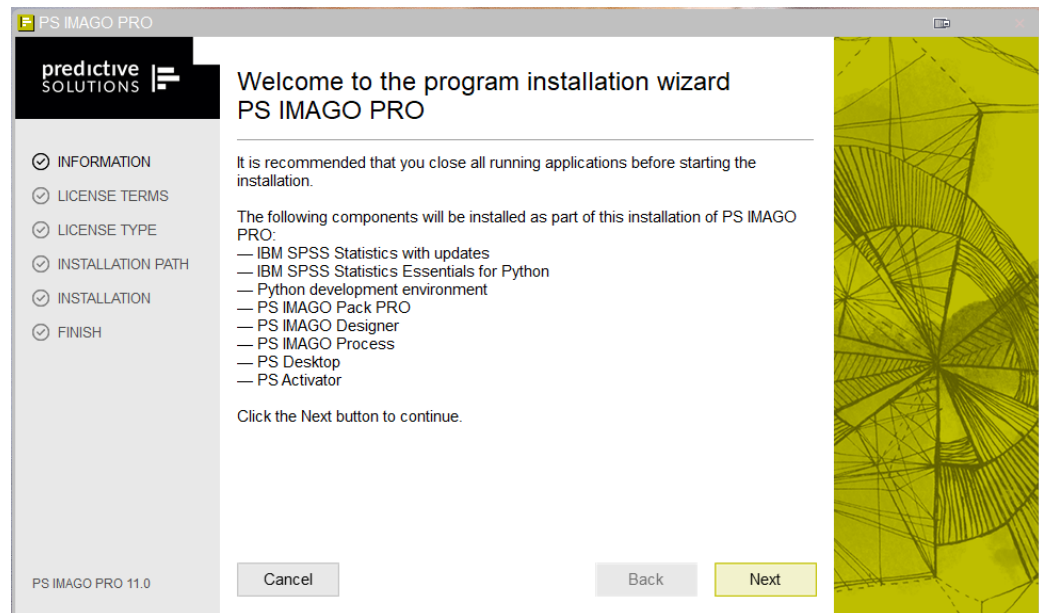 PS IMAGO PRO
predictive
SOLUTIONS
INFORMATION
LICENSE TERMS
LICENSE TYPE
INSTALLATION PATH
INSTALLATION
FINISH
PS IMAGO PRO 11.0
Welcome to the program installation wizard
PS IMAGO PRO
It is recommended that you close all running applications before starting the
installation.
The following components will be installed as part of this installation of PS IMAGO
PRO:
— IBM SPSS Statistics with updates
— IBM SPSS Statistics Essentials for Python
— Python development environment
— PS IMAGO Pack PRO
— PS IMAGO Designer
— PS IMAGO Process
— PS Desktop
— PS Activator
Click the Next button to continue.
Cancel
Back
Next